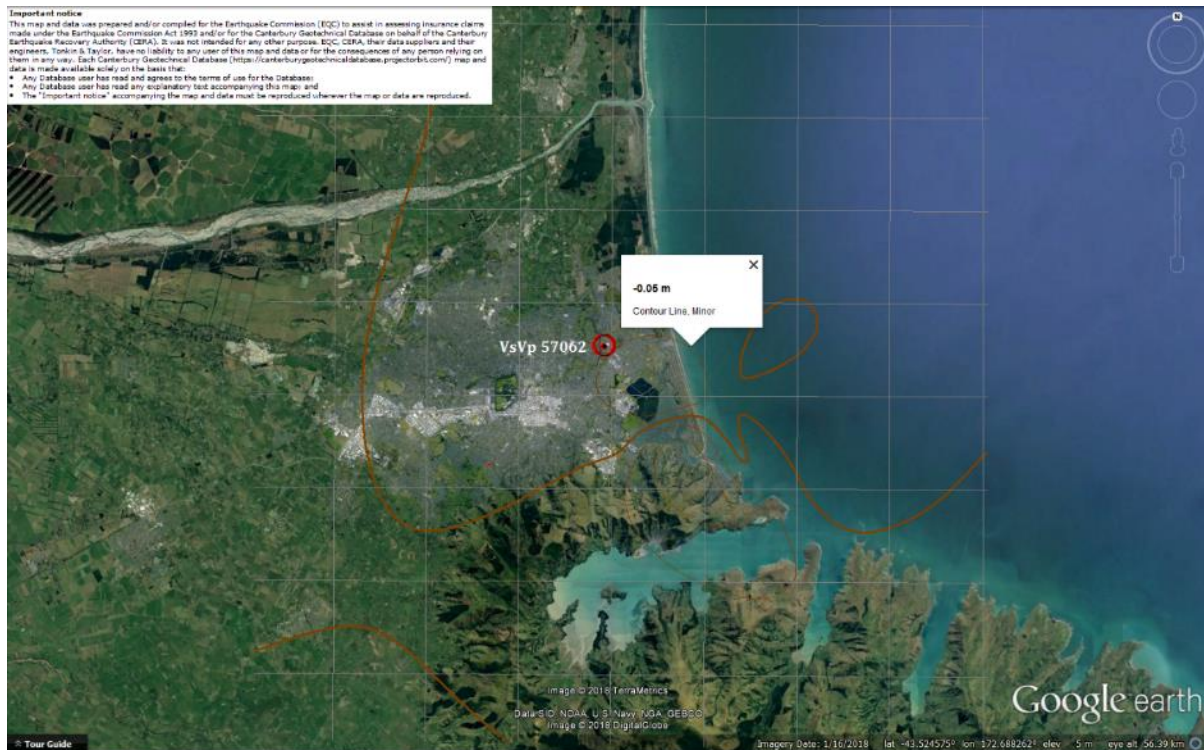 Important notice
This map and data was prepared and/or compiled for the Earthquake Commission (EQC) to assist in assessing insurance claims
made under the Earthquake Commission Act 1993 and/or for the Canterbury Geotechnical Database on behalf of the Canterbury
Earthquake Recovery Authority (CERA). It was not intended for any other purpose. EQC, CERA, their data suppliers and their
engineers, Tonkin & Taylor, have no liability to any user of this map and data or for the consequences of any person relying on
them in any way. Each Canterbury Geotechnical Database (https://canterburygeotechnicaldatabase.projectorbit.com/) map and
data is made available solely on the basis that:
• Any Database user has read and agrees to the terms of use for the Database;
• Any Database user has read any explanatory text accompanying this map; and
• The "Important notice" accompanying the map and data must be reproduced wherever the map or data are reproduced.
N
-0.05 m
Contour Line, Minor
VsVp 57062
Image © 2018 TerraMetrics
Data SIO, NOAA, U.S. Navy, NGA, GEBCO
Image © 2018 DigitalGlobe
Google earth
Tour Guide
Imagery Date: 1/16/2018 lat -43.524575° lon 172.688262° elev 5 m eye alt 56.39 km